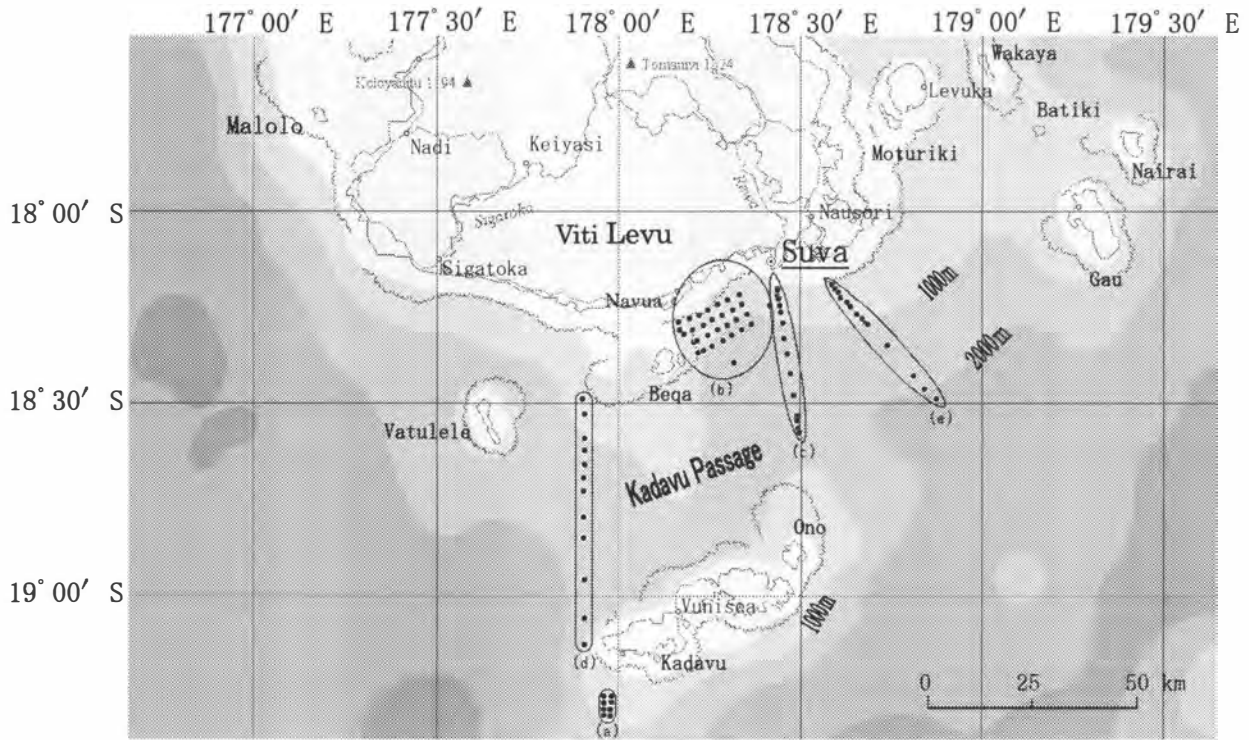 177° 00′ E
177° 30′ E
178° 00′ E
178° 30′ E
179° 00′ E
179° 30′ E
Wakaya
Levuka
Batiki
Malolo
Nadi
Keiyasi
Moturiki
Nairai
18° 00′ S
Sigatoka
Nausori
Viti Levu
Suva
Sigatoka
Gau
Navua
1000m
2000m
Beqa
(b)
18° 30′ S
(e)
Vatulele
(c)
Kadavu Passage
Ono
19° 00′ S
Vunisea
1000m
(d)
Kadavu
0 25 50 km
(a)